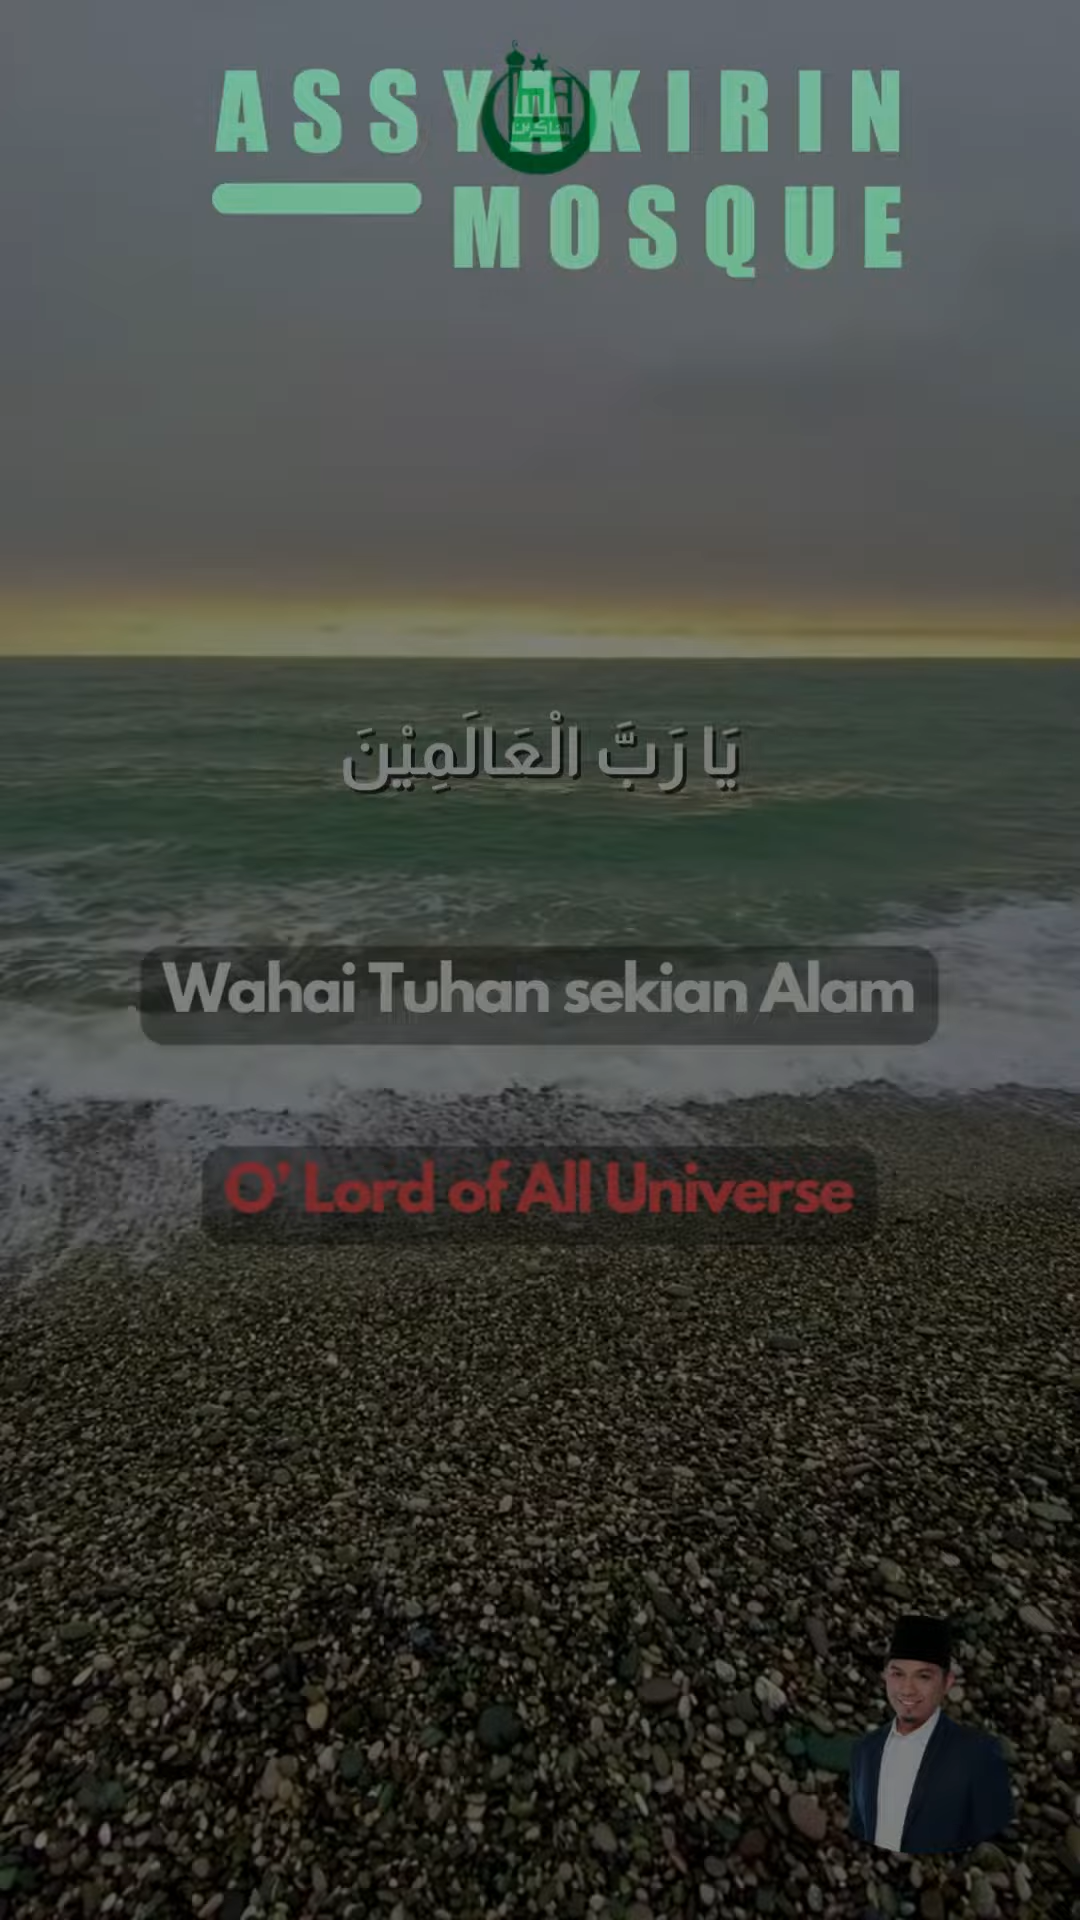 ASSYAKIRIN
MOSQUE
يَا رَبَّ الْعَالَمِيْنَ
Wahai Tuhan sekian Alam
O' Lord of All Universe